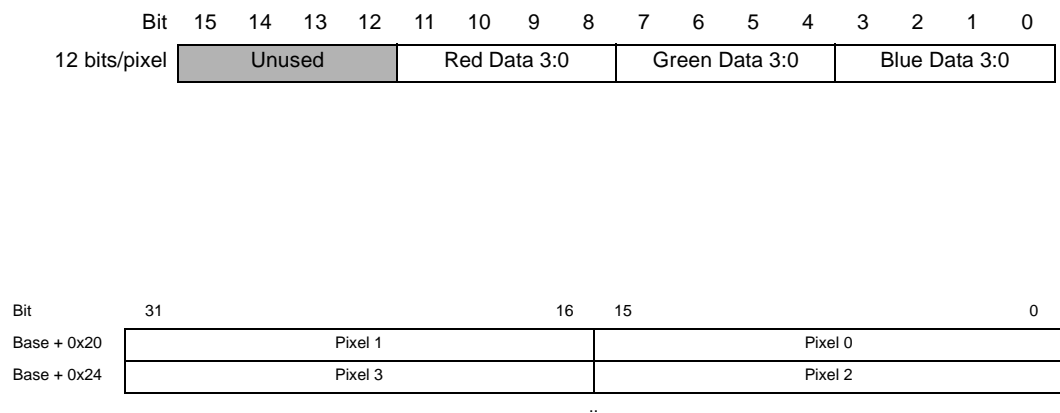 Bit 15 14 13 12 11 10 9 8 7 6 5 4 3 2 1 0
12 bits/pixel Unused Red Data 3:0 Green Data 3:0 Blue Data 3:0
Bit 31 16 15 0
Base + 0x20 Pixel 1 Pixel 0
Base + 0x24 Pixel 3 Pixel 2